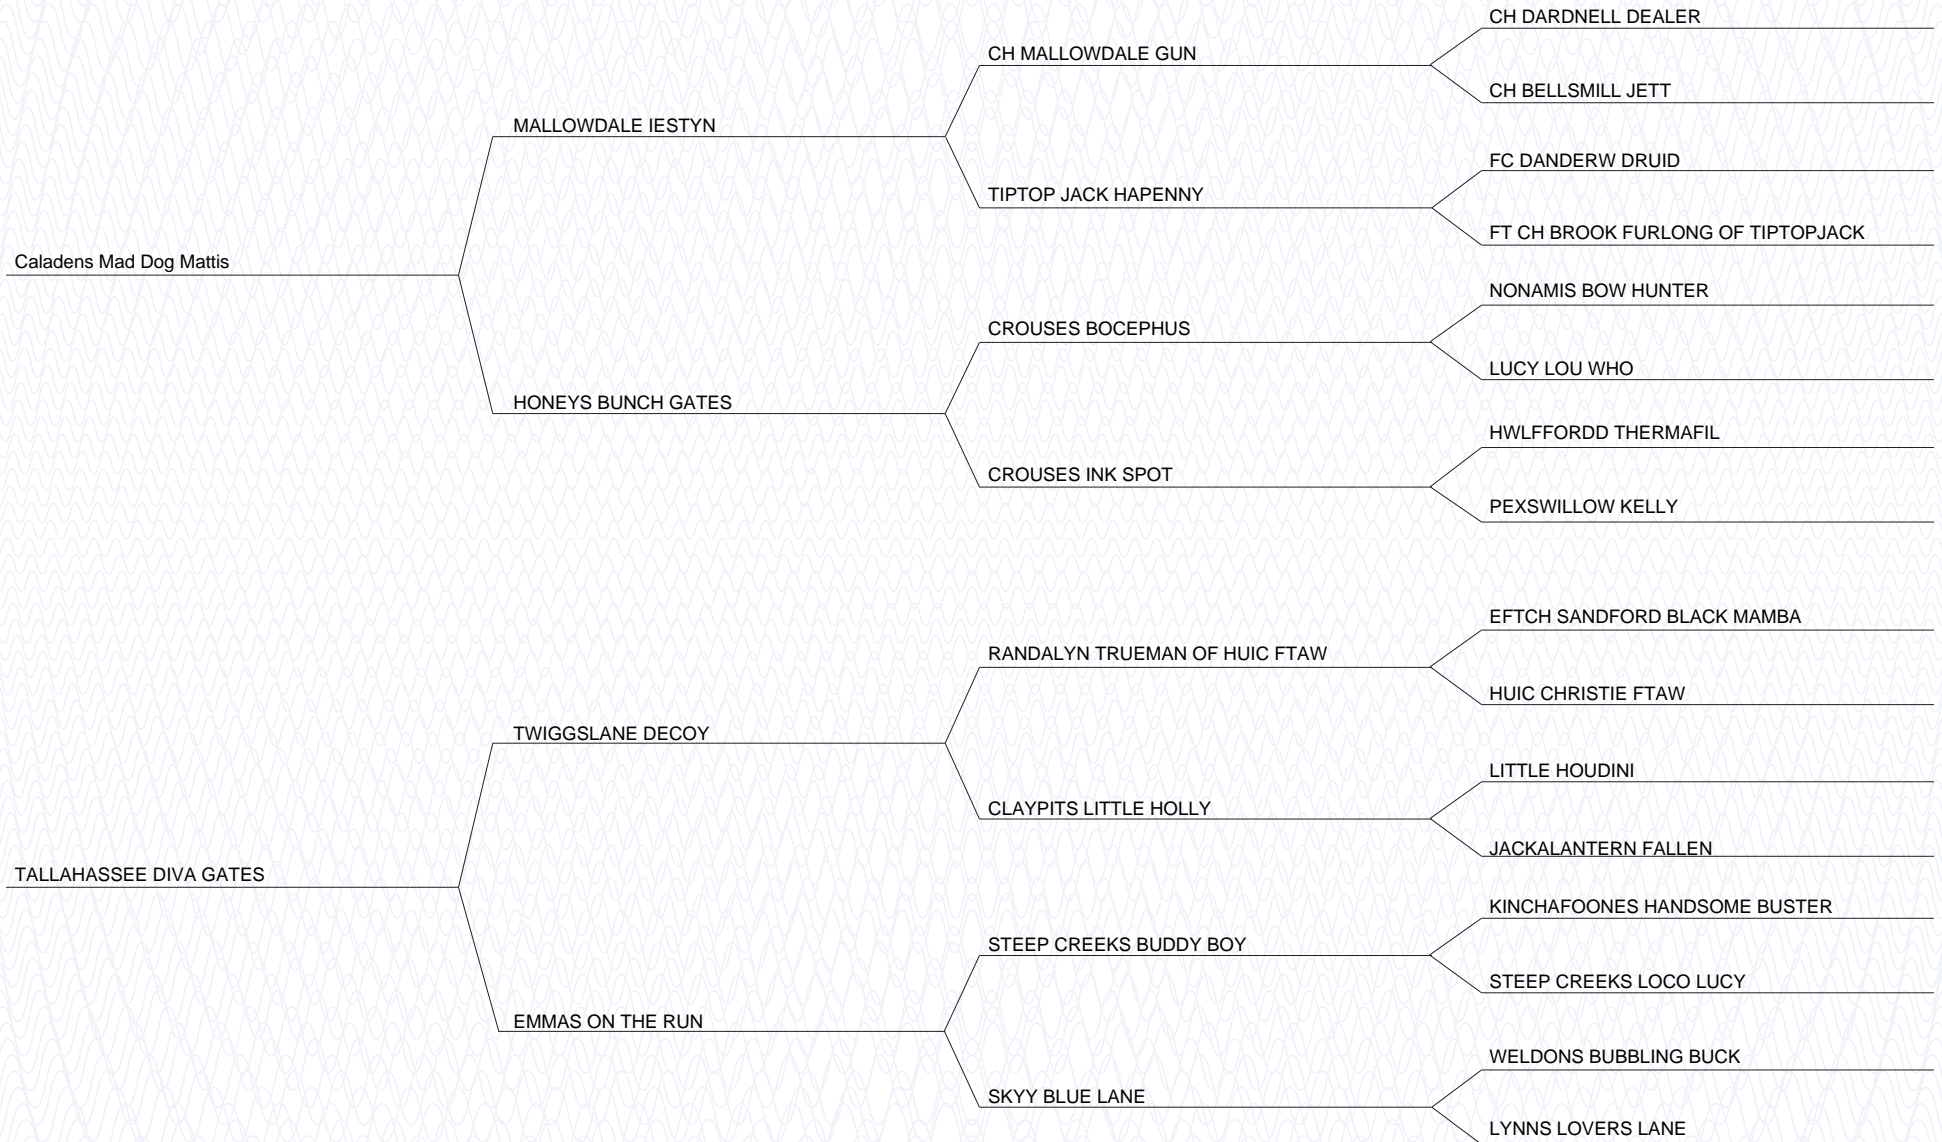 Caladens Mad Dog Mattis
MALLOWDALE IESTYN
CH MALLOWDALE GUN
CH DARDNELL DEALER
CH BELLSMILL JETT
TIPTOP JACK HAPENNY
FC DANDERW DRUID
FT CH BROOK FURLONG OF TIPTOPJACK
HONEYS BUNCH GATES
CROUSES BOCEPHUS
NONAMIS BOW HUNTER
LUCY LOU WHO
CROUSES INK SPOT
HWLFFORDD THERMAFIL
PEXSWILLOW KELLY
TALLAHASSEE DIVA GATES
TWIGGSLANE DECOY
RANDALYN TRUEMAN OF HUIC FTAW
EFTCH SANDFORD BLACK MAMBA
HUIC CHRISTIE FTAW
CLAYPITS LITTLE HOLLY
LITTLE HOUDINI
JACKALANTERN FALLEN
EMMAS ON THE RUN
STEEP CREEKS BUDDY BOY
KINCHAFOONES HANDSOME BUSTER
STEEP CREEKS LOCO LUCY
SKYY BLUE LANE
WELDONS BUBBLING BUCK
LYNNS LOVERS LANE